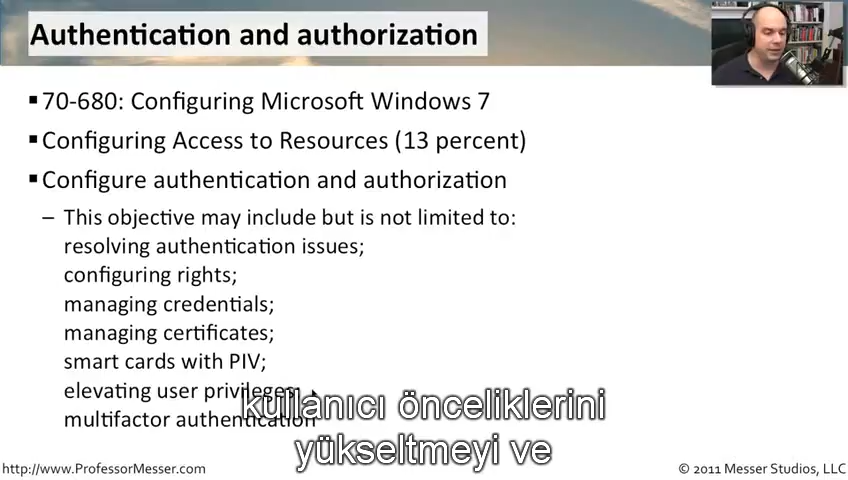 Authentication and authorization
▪70-680: Configuring Microsoft Windows 7
▪Configuring Access to Resources (13 percent)
▪Configure authentication and authorization
– This objective may include but is not limited to:
resolving authentication issues;
configuring rights;
managing credentials;
managing certificates;
smart cards with PIV;
elevating user privileges;
multifactor authentication
kullanıcı önceliklerini
yükseltmeyi ve
http://www.ProfessorMesser.com
© 2011 Messer Studios, LLC